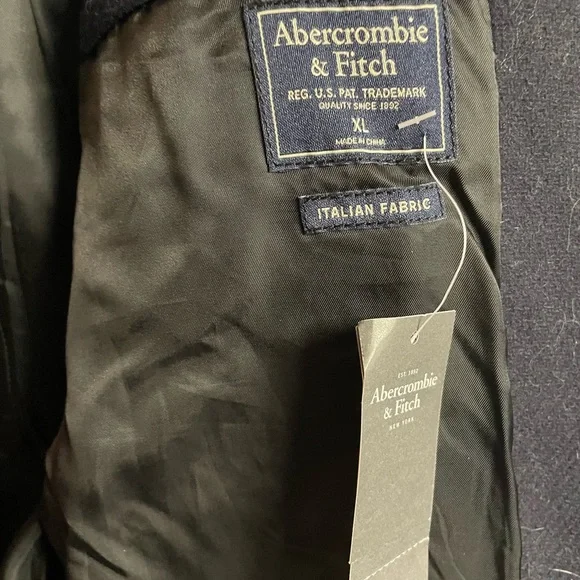 Abercrombie
& Fitch
REG. U.S. PAT. TRADEMARK
QUALITY SINCE 1892
XL
MADE IN CHINA
ITALIAN FABRIC
EST. 1892
Abercrombie
& Fitch
NEW YORK